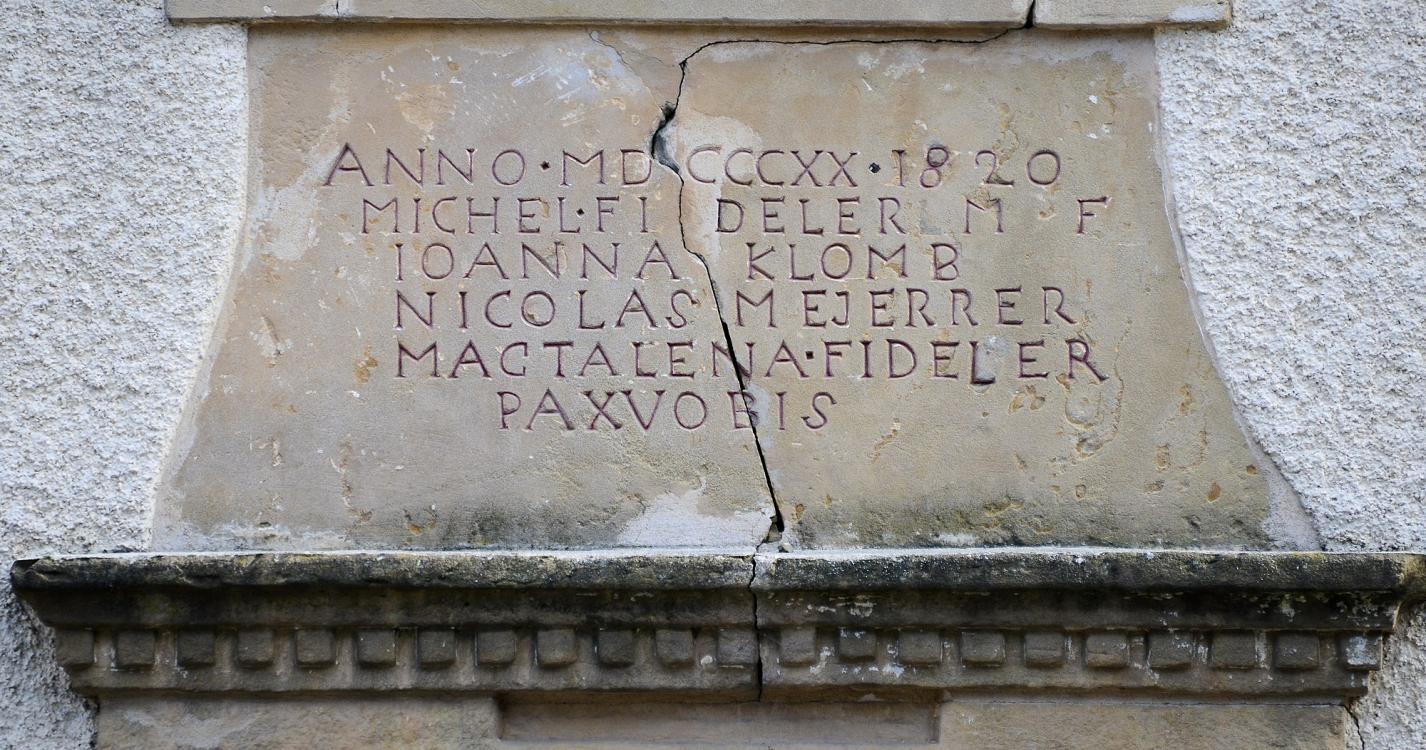 ANNO·MDCCCXX·1820
MICHEL·FIDELER M F
IOANNA KLOMB
NICOLAS MEJERRER
MAGTALENA·FIDELER
PAXVOBIS